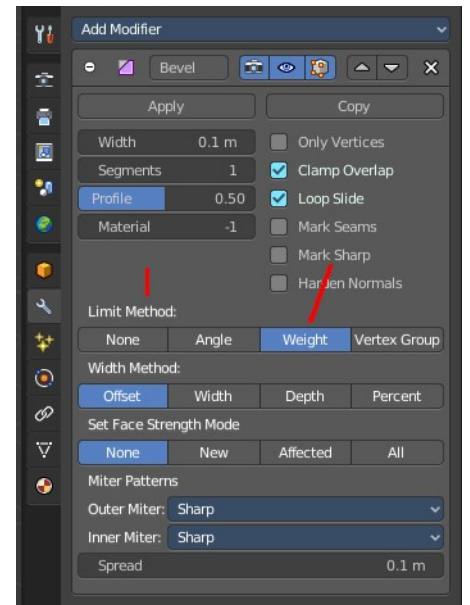 Add Modifier
Bevel
Apply Copy
Width 0.1 m Only Vertices
Segments 1 Clamp Overlap
Profile 0.50 Loop Slide
Material -1 Mark Seams
Mark Sharp
Harden Normals
Limit Method:
None Angle Weight Vertex Group
Width Method:
Offset Width Depth Percent
Set Face Strength Mode
None New Affected All
Miter Patterns
Outer Miter: Sharp
Inner Miter: Sharp
Spread 0.1 m